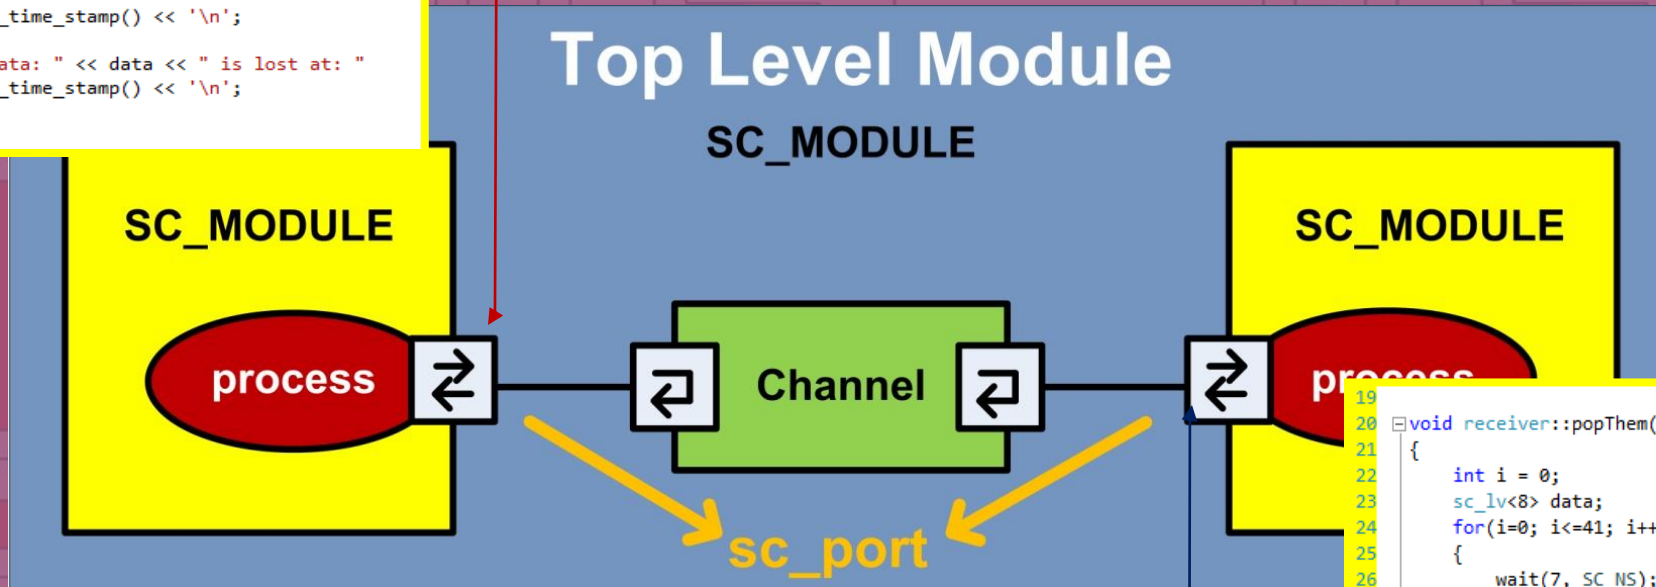 _time_stamp() << '\n';
ata: " << data << " is lost at: "
_time_stamp() << '\n';
Top Level Module
SC_MODULE
SC_MODULE
SC_MODULE
process
Channel
sc_port
19
20 void receiver::popThem(
21 {
22 int i = 0;
23 sc_lv<8> data;
24 for(i=0; i<=41; i++
25 {
26 wait(7, SC_NS);